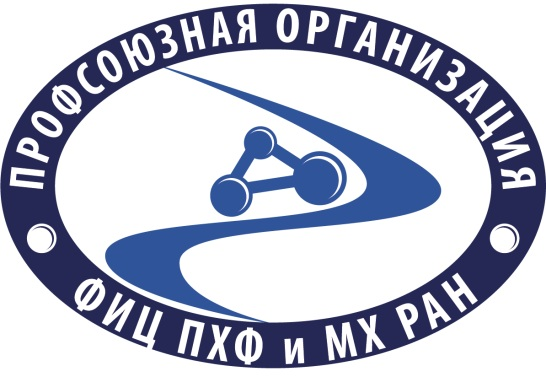 ПРОФСОЮЗНАЯ ОРГАНИЗАЦИЯ
ФИЦ ПХФ и МХ РАН